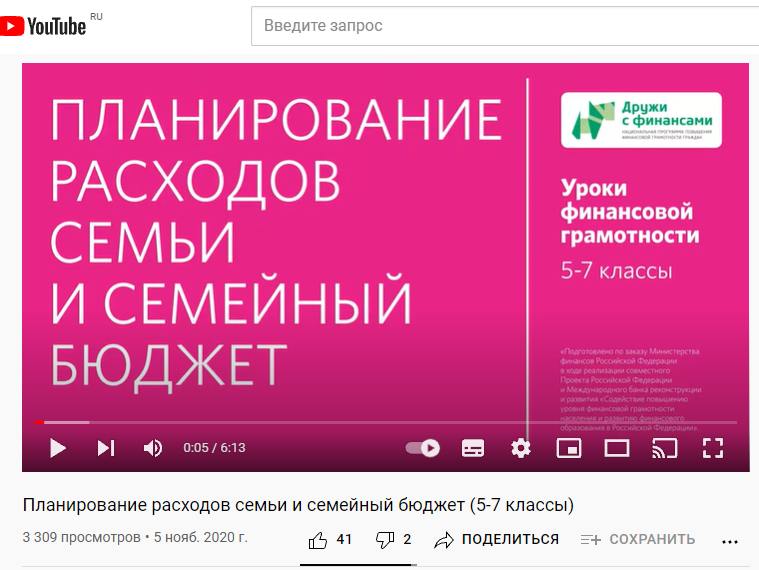 YouTube RU
Введите запрос
ПЛАНИРОВАНИЕ
РАСХОДОВ
СЕМЬИ
И СЕМЕЙНЫЙ
БЮДЖЕТ
Дружи
с финансами
НАЦИОНАЛЬНАЯ ПРОГРАММА ПОВЫШЕНИЯ
ФИНАНСОВОЙ ГРАМОТНОСТИ ГРАЖДАН
Уроки
финансовой
грамотности
5-7 классы
«Подготовлено по заказу Министерства
финансов Российской Федерации
в ходе реализации совместного
Проекта Российской Федерации
и Международного банка реконструкции
и развития «Содействие повышению
уровня финансовой грамотности
населения и развитию финансового
образования в Российской Федерации».
0:05 / 6:13
Планирование расходов семьи и семейный бюджет (5-7 классы)
3 309 просмотров • 5 нояб. 2020 г.
41
2
ПОДЕЛИТЬСЯ
СОХРАНИТЬ